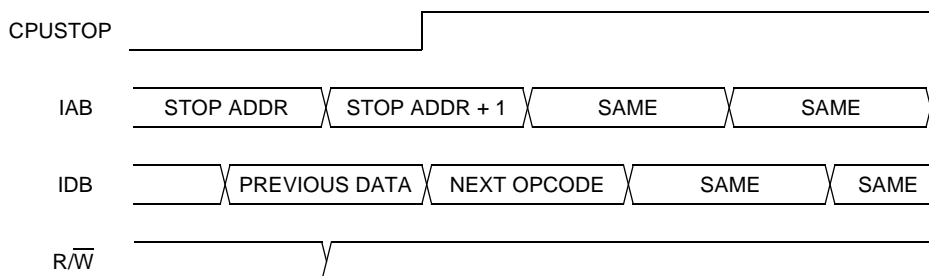 CPUSTOP
IAB STOP ADDR STOP ADDR + 1 SAME SAME
IDB PREVIOUS DATA NEXT OPCODE SAME SAME
R/W̅